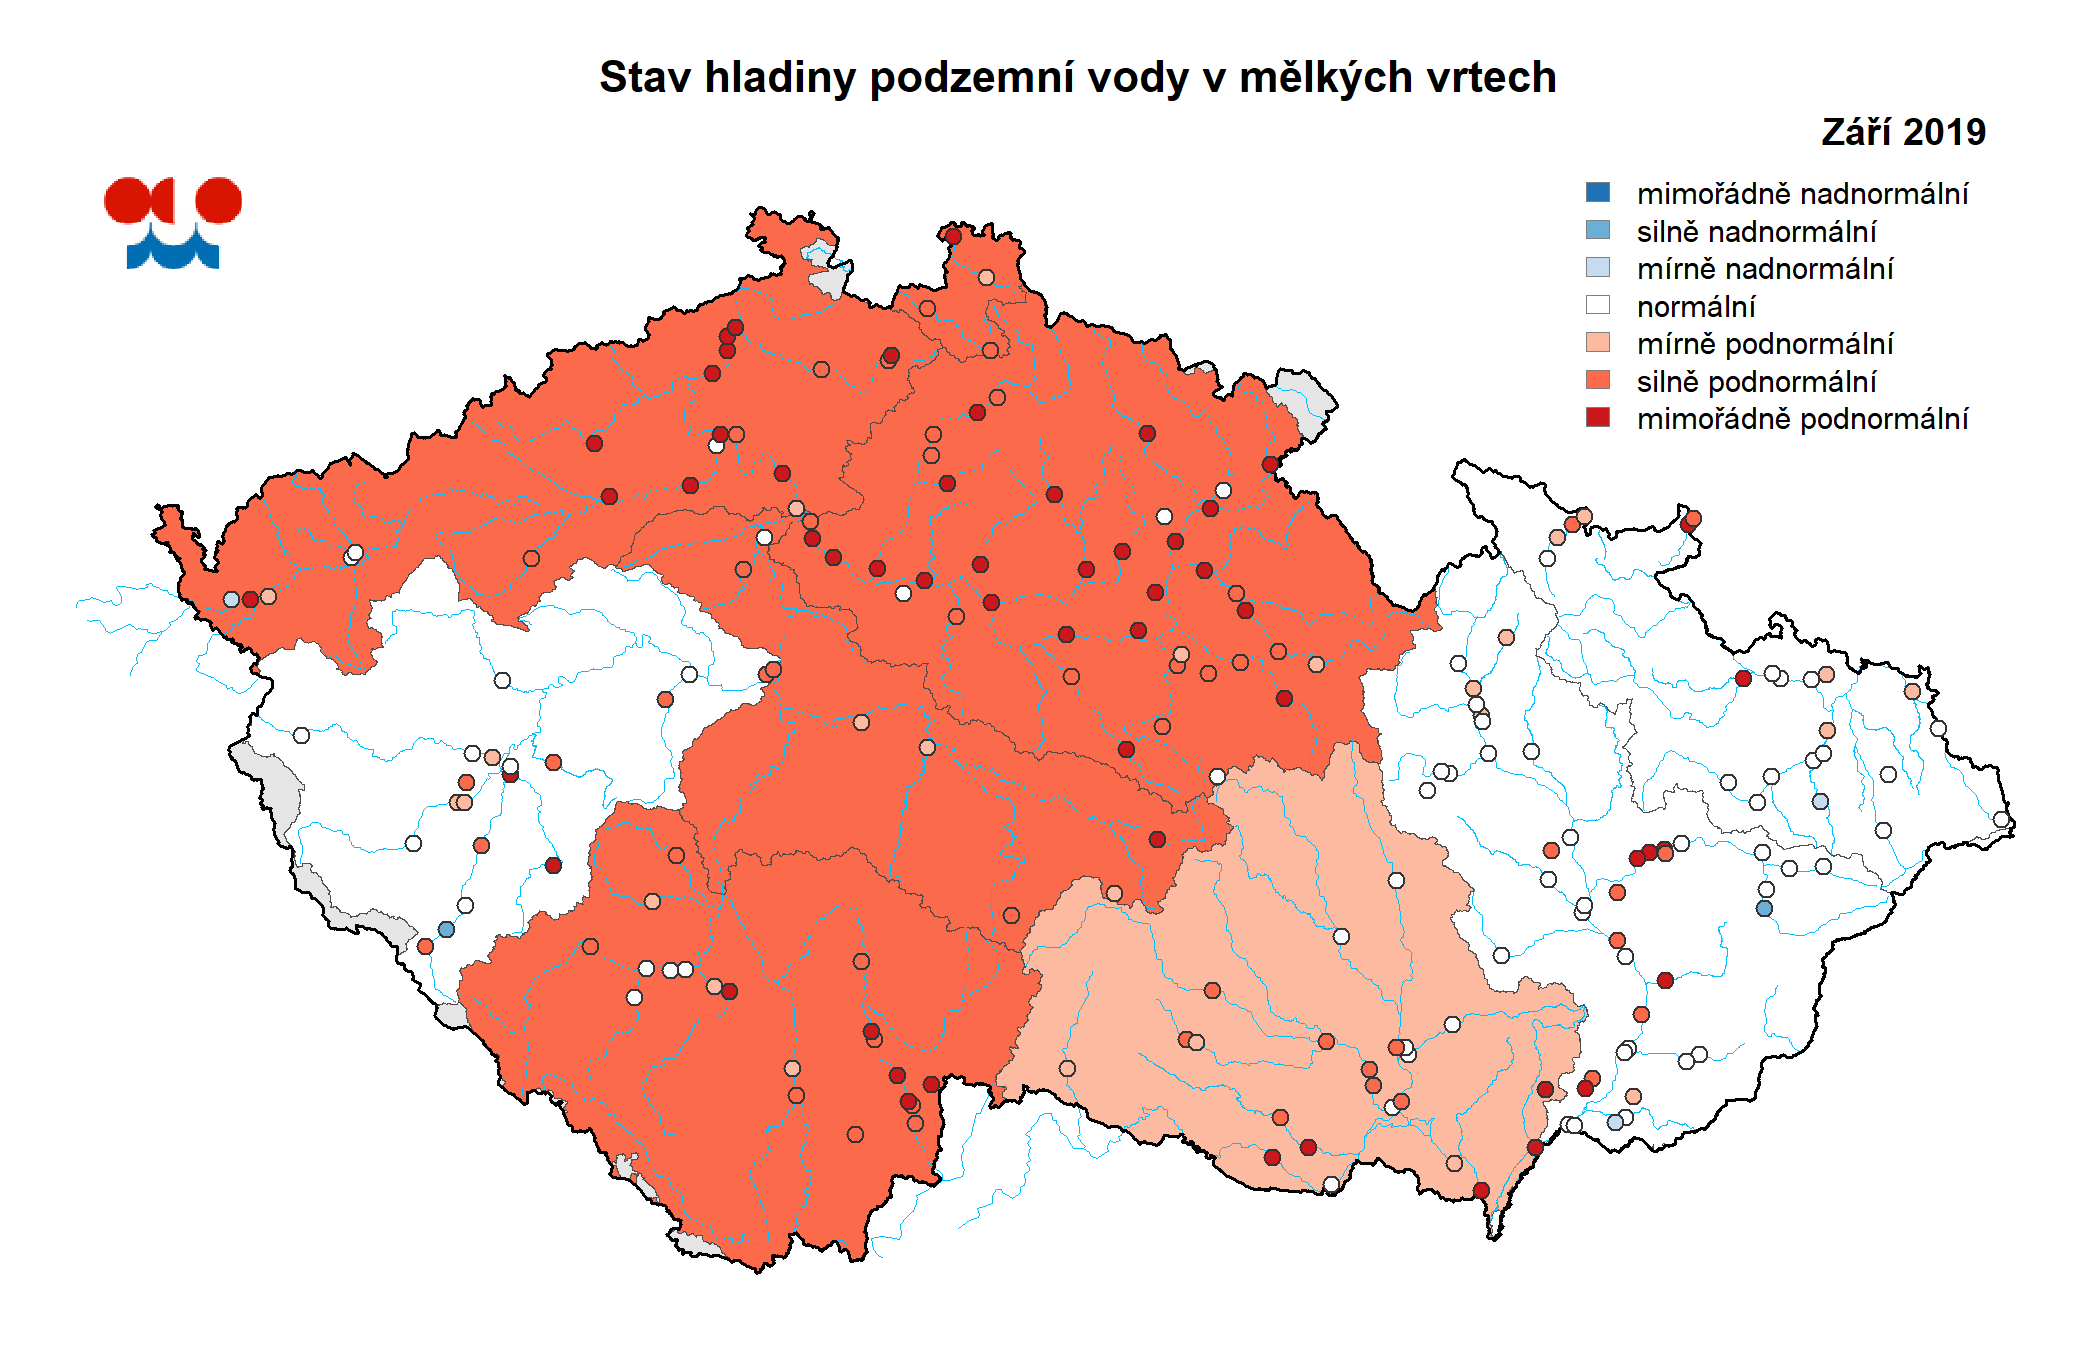 Stav hladiny podzemní vody v mělkých vrtech
Září 2019
mimořádně nadnormální
silně nadnormální
mírně nadnormální
normální
mírně podnormální
silně podnormální
mimořádně podnormální